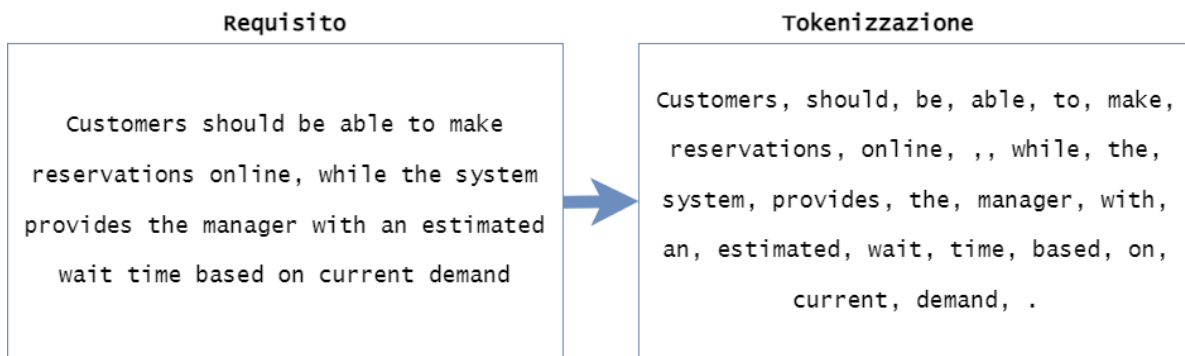 Requisito
Customers should be able to make
reservations online, while the system
provides the manager with an estimated
wait time based on current demand
Tokenizzazione
Customers, should, be, able, to, make,
reservations, online, ,, while, the,
system, provides, the, manager, with,
an, estimated, wait, time, based, on,
current, demand, .